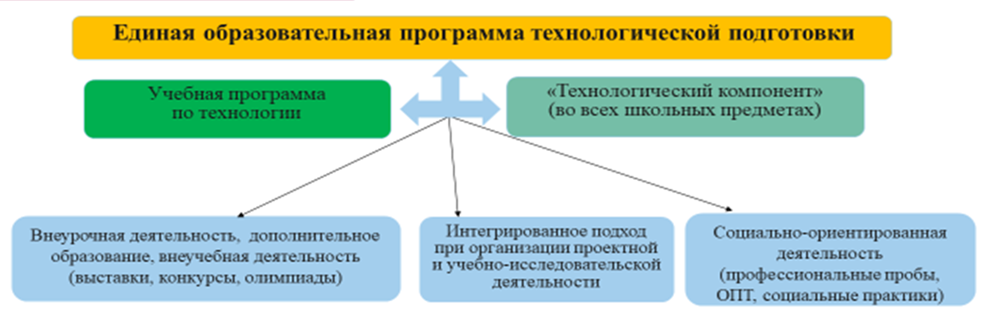 Единая образовательная программа технологической подготовки
Учебная программа
по технологии
«Технологический компонент»
(во всех школьных предметах)
Внеурочная деятельность, дополнительное
образование, внеучебная деятельность
(выставки, конкурсы, олимпиады)
Интегрированное подход
при организации проектной
и учебно-исследовательской
деятельности
Социально-ориентированная
деятельность
(профессиональные пробы,
ОПТ, социальные практики)